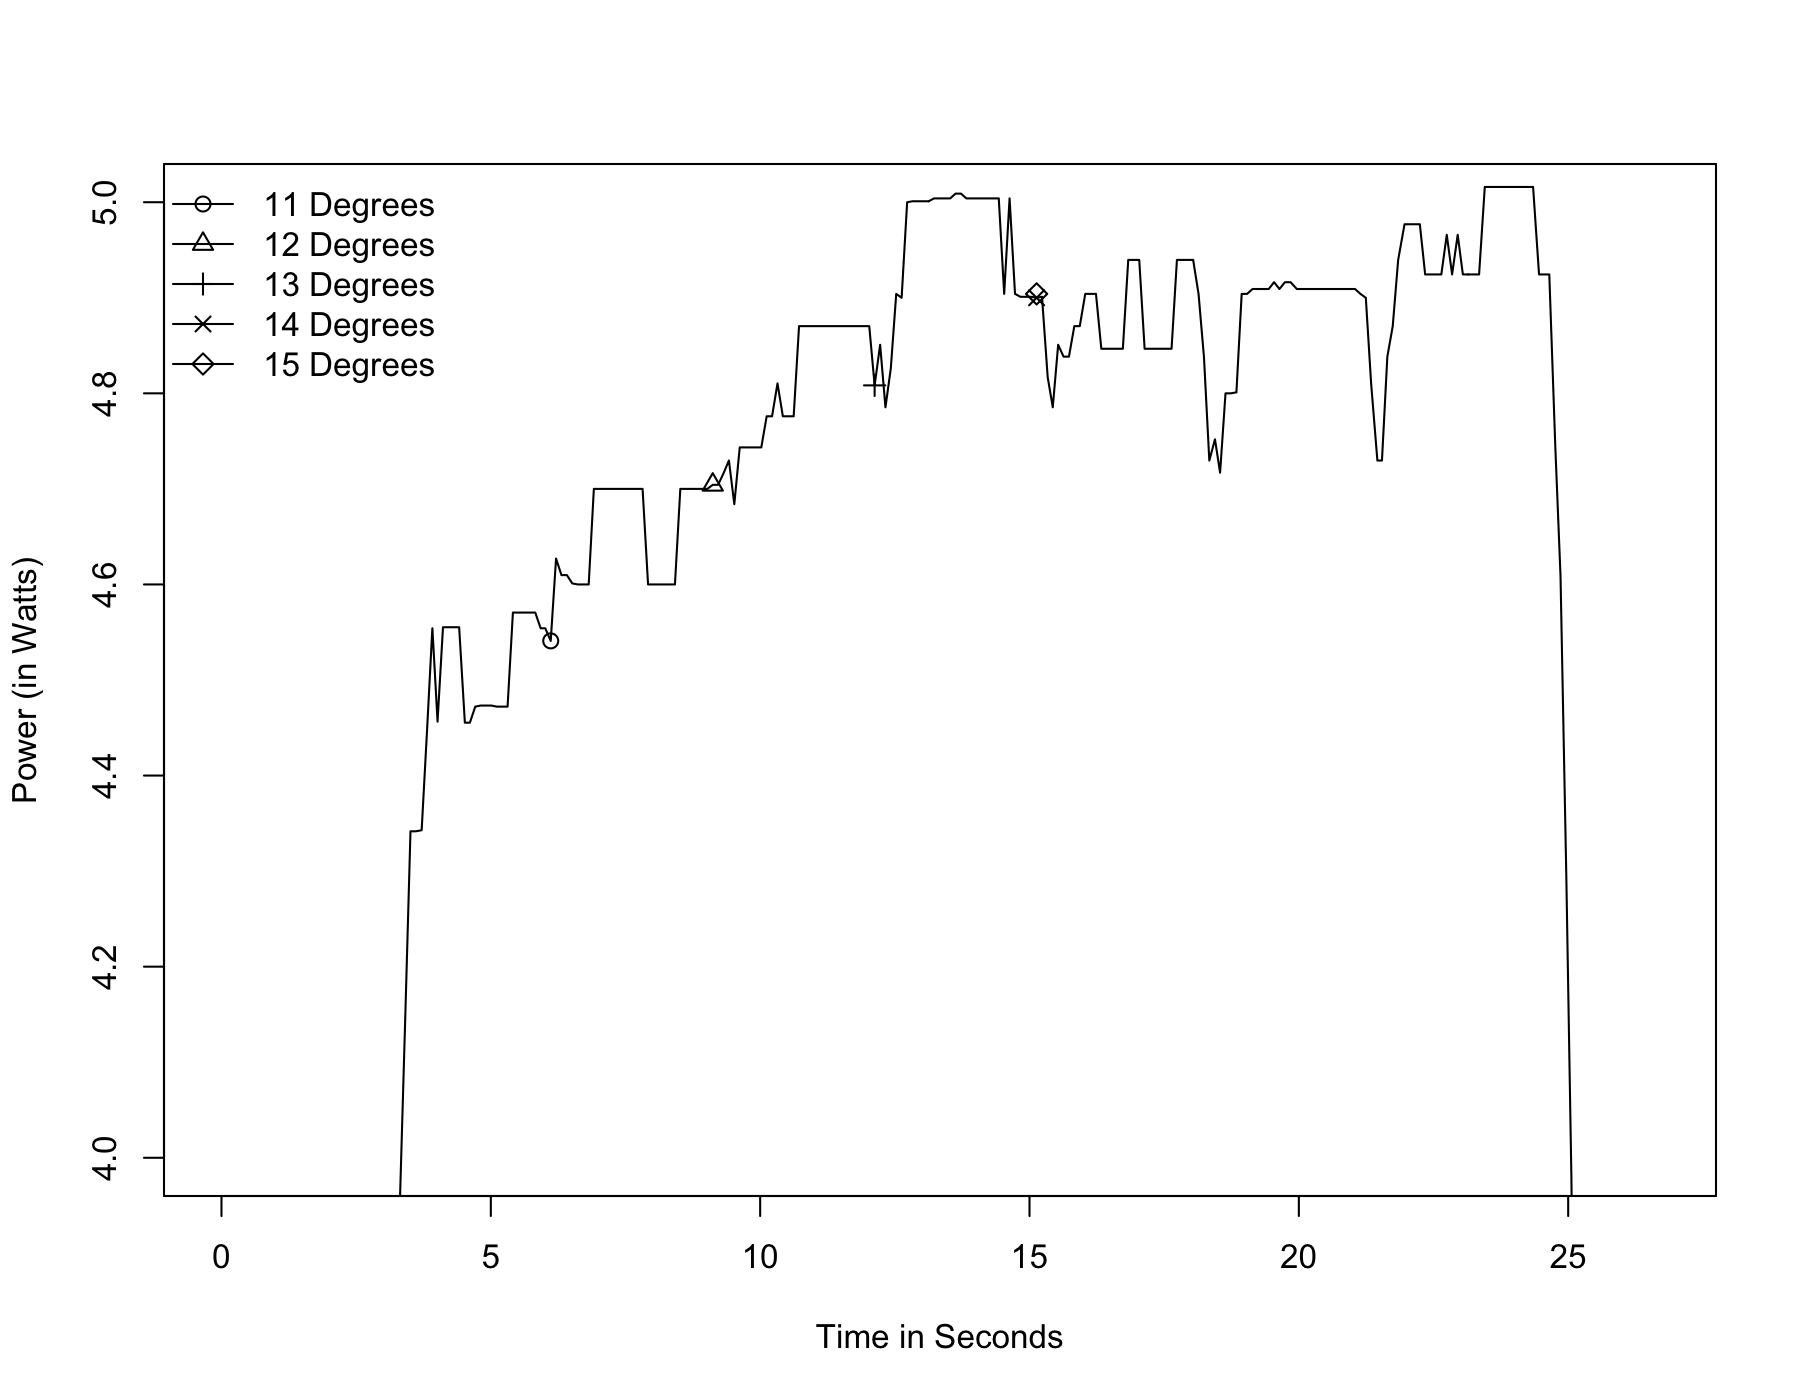 11 Degrees
12 Degrees
13 Degrees
14 Degrees
15 Degrees
5.0
4.8
4.6
4.4
4.2
4.0
Power (in Watts)
0 5 10 15 20 25
Time in Seconds